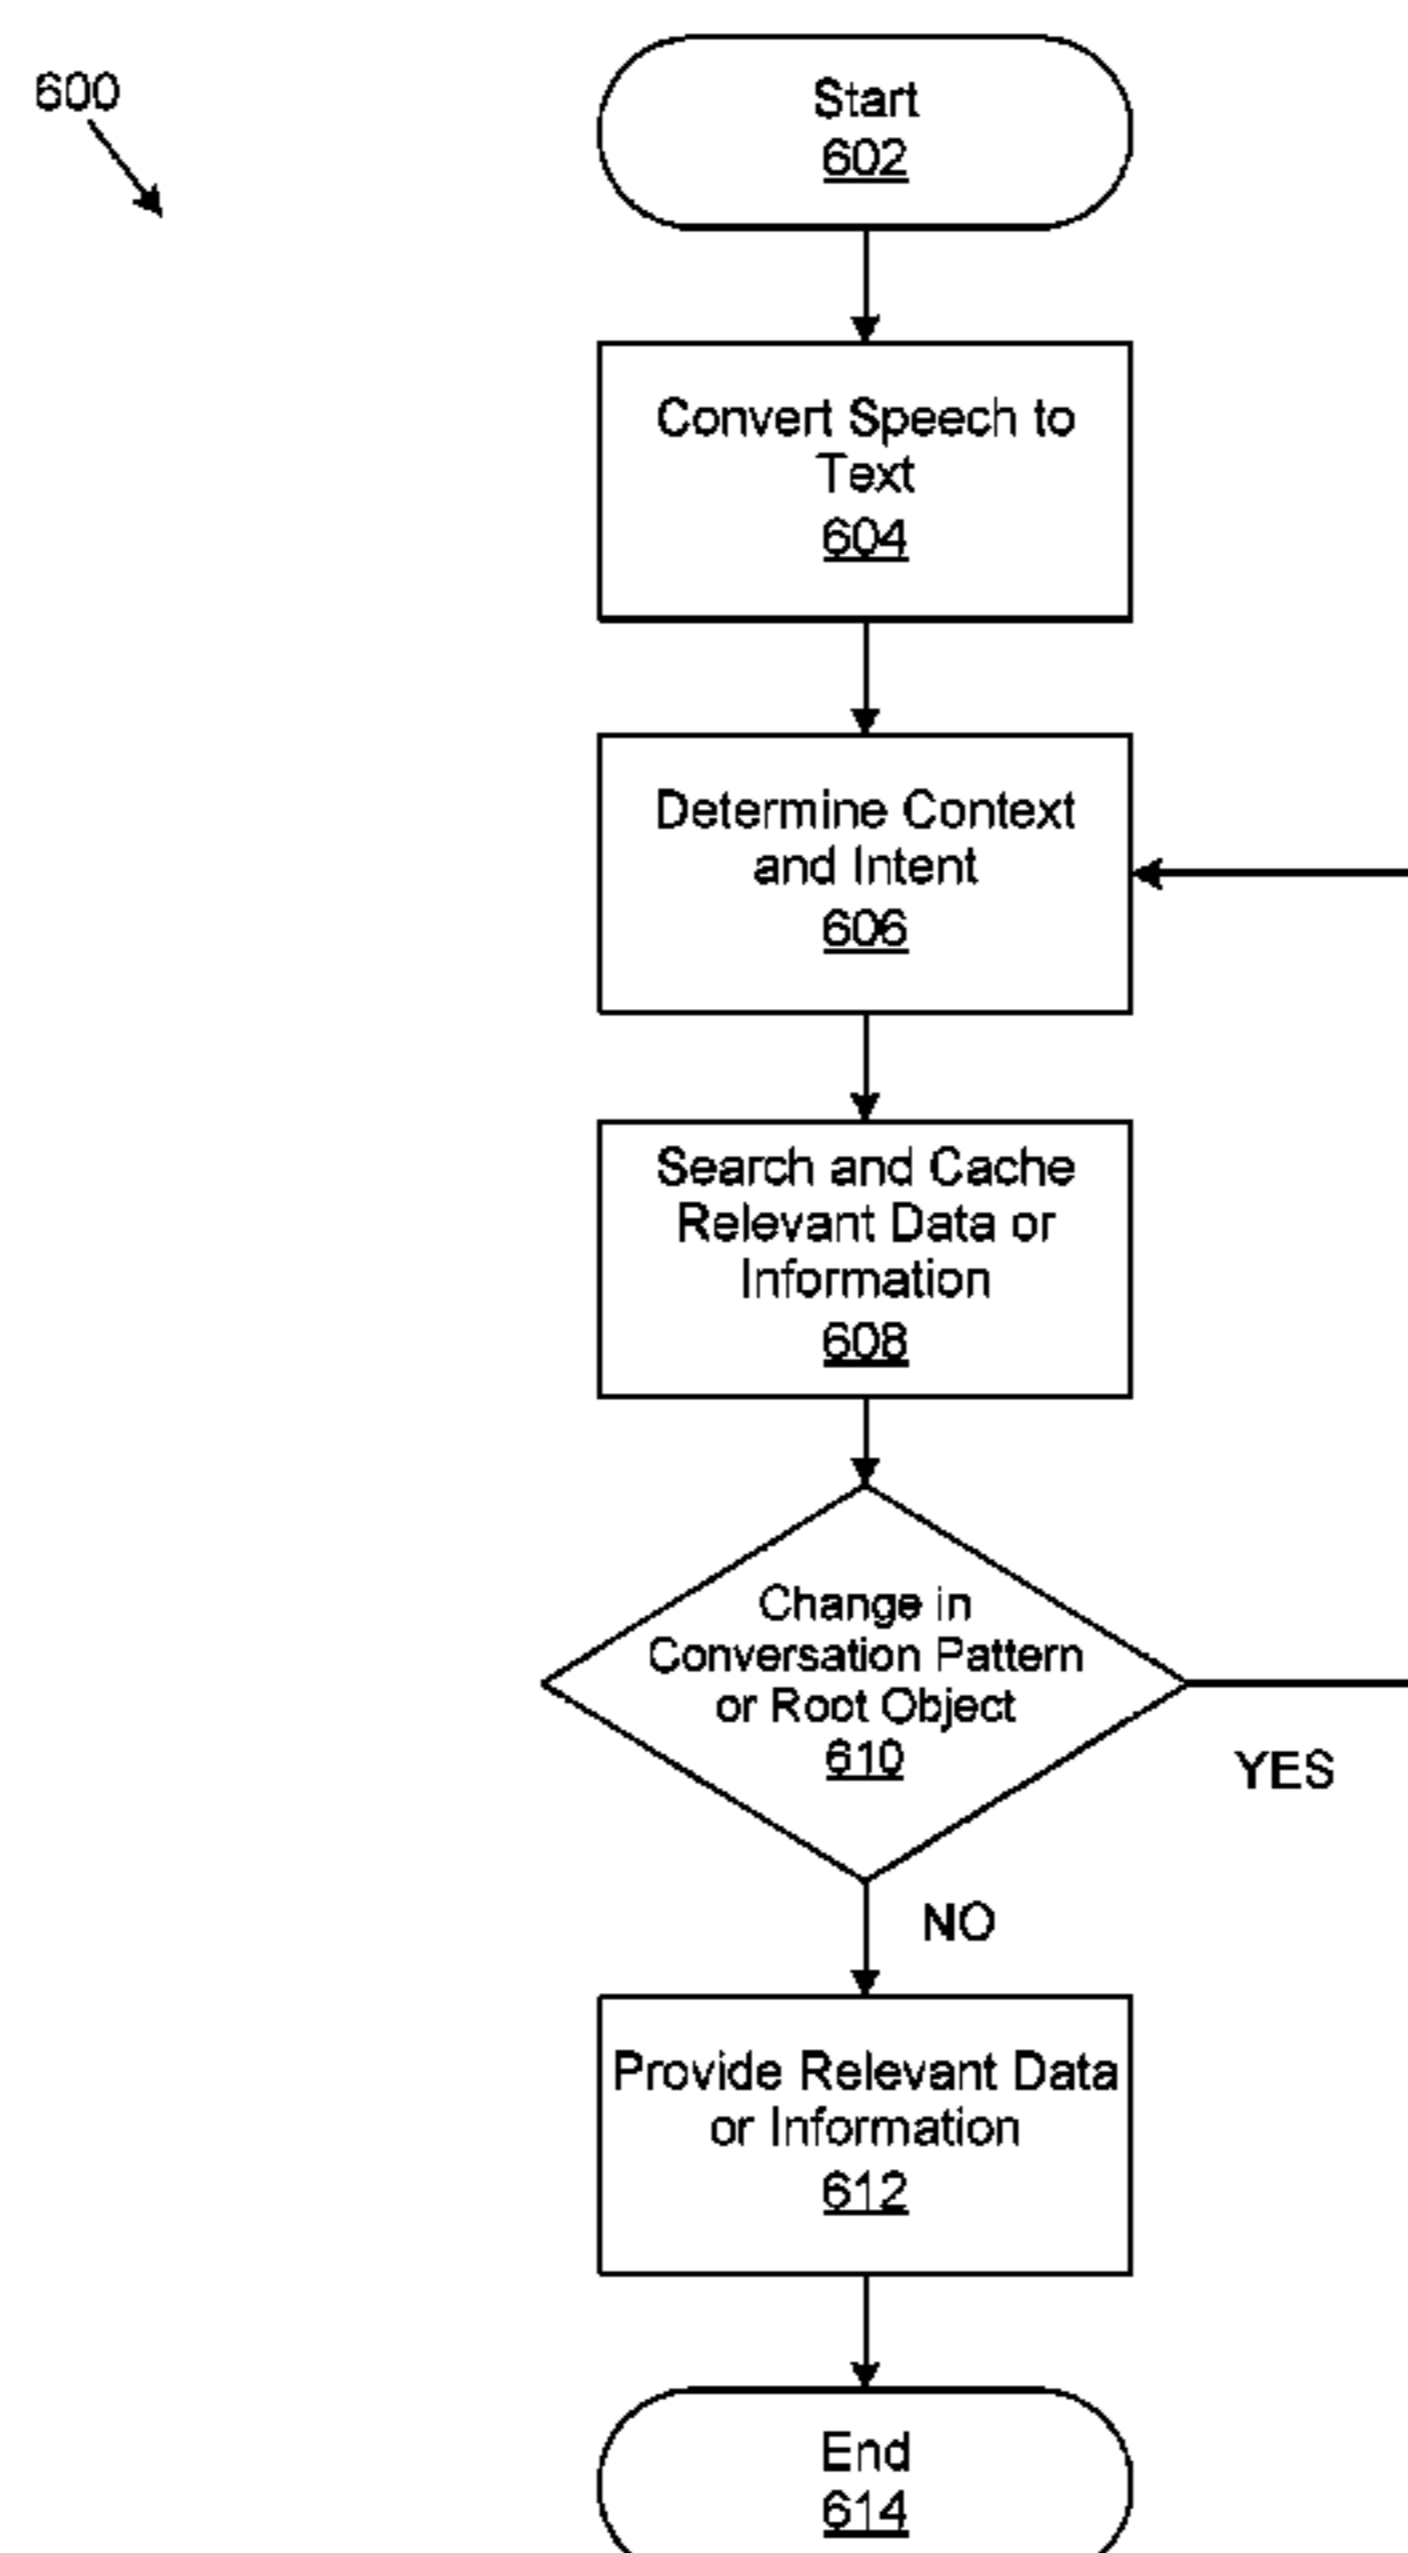 600
Start
602
Convert Speech to
Text
604
Determine Context
and Intent
606
Search and Cache
Relevant Data or
Information
608
Change in
Conversation Pattern
or Root Object
610
YES
NO
Provide Relevant Data
or Information
612
End
614